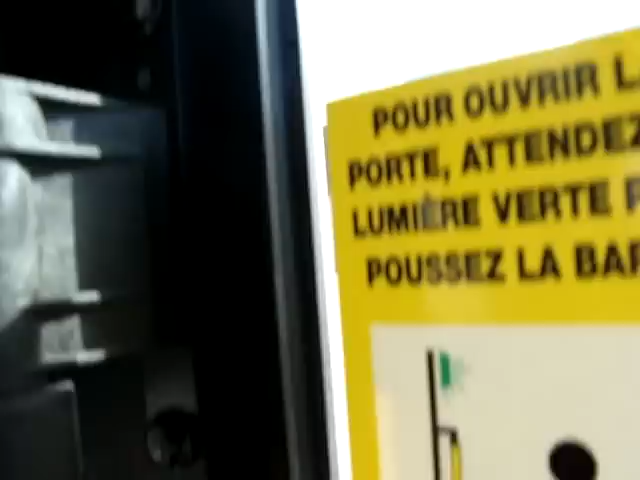 POUR OUVRIR
PORTE, ATTENDEZ
LUMIÈRE VERTE
POUSSEZ LA